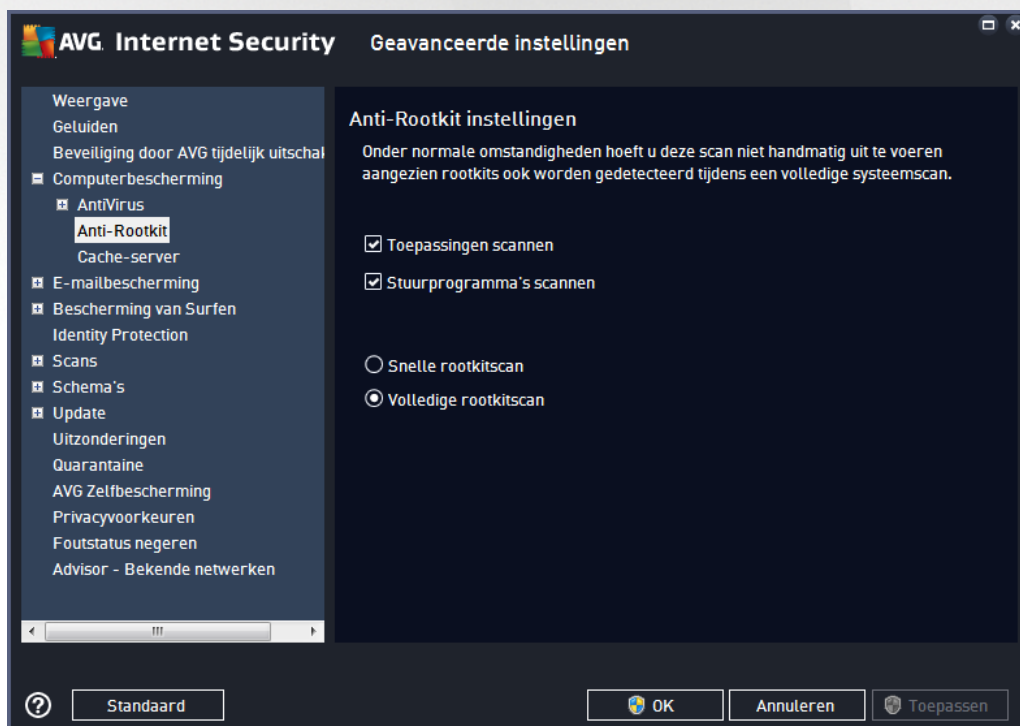 AVG. Internet Security
Geavanceerde instellingen
Weergave
Geluiden
Beveiliging door AVG tijdelijk uitschal
Computerbescherming
AntiVirus
Anti-Rootkit
Cache-server
E-mailbescherming
Bescherming van Surfen
Identity Protection
Scans
Schema's
Update
Uitzonderingen
Quarantaine
AVG Zelfbescherming
Privacyvoorkeuren
Foutstatus negeren
Advisor - Bekende netwerken
Anti-Rootkit instellingen
Onder normale omstandigheden hoeft u deze scan niet handmatig uit te voeren
aangezien rootkits ook worden gedetecteerd tijdens een volledige systeemscan.
Toepassingen scannen
Stuurprogramma's scannen
Snelle rootkitscan
Volledige rootkitscan
Standaard
OK
Annuleren
Toepassen